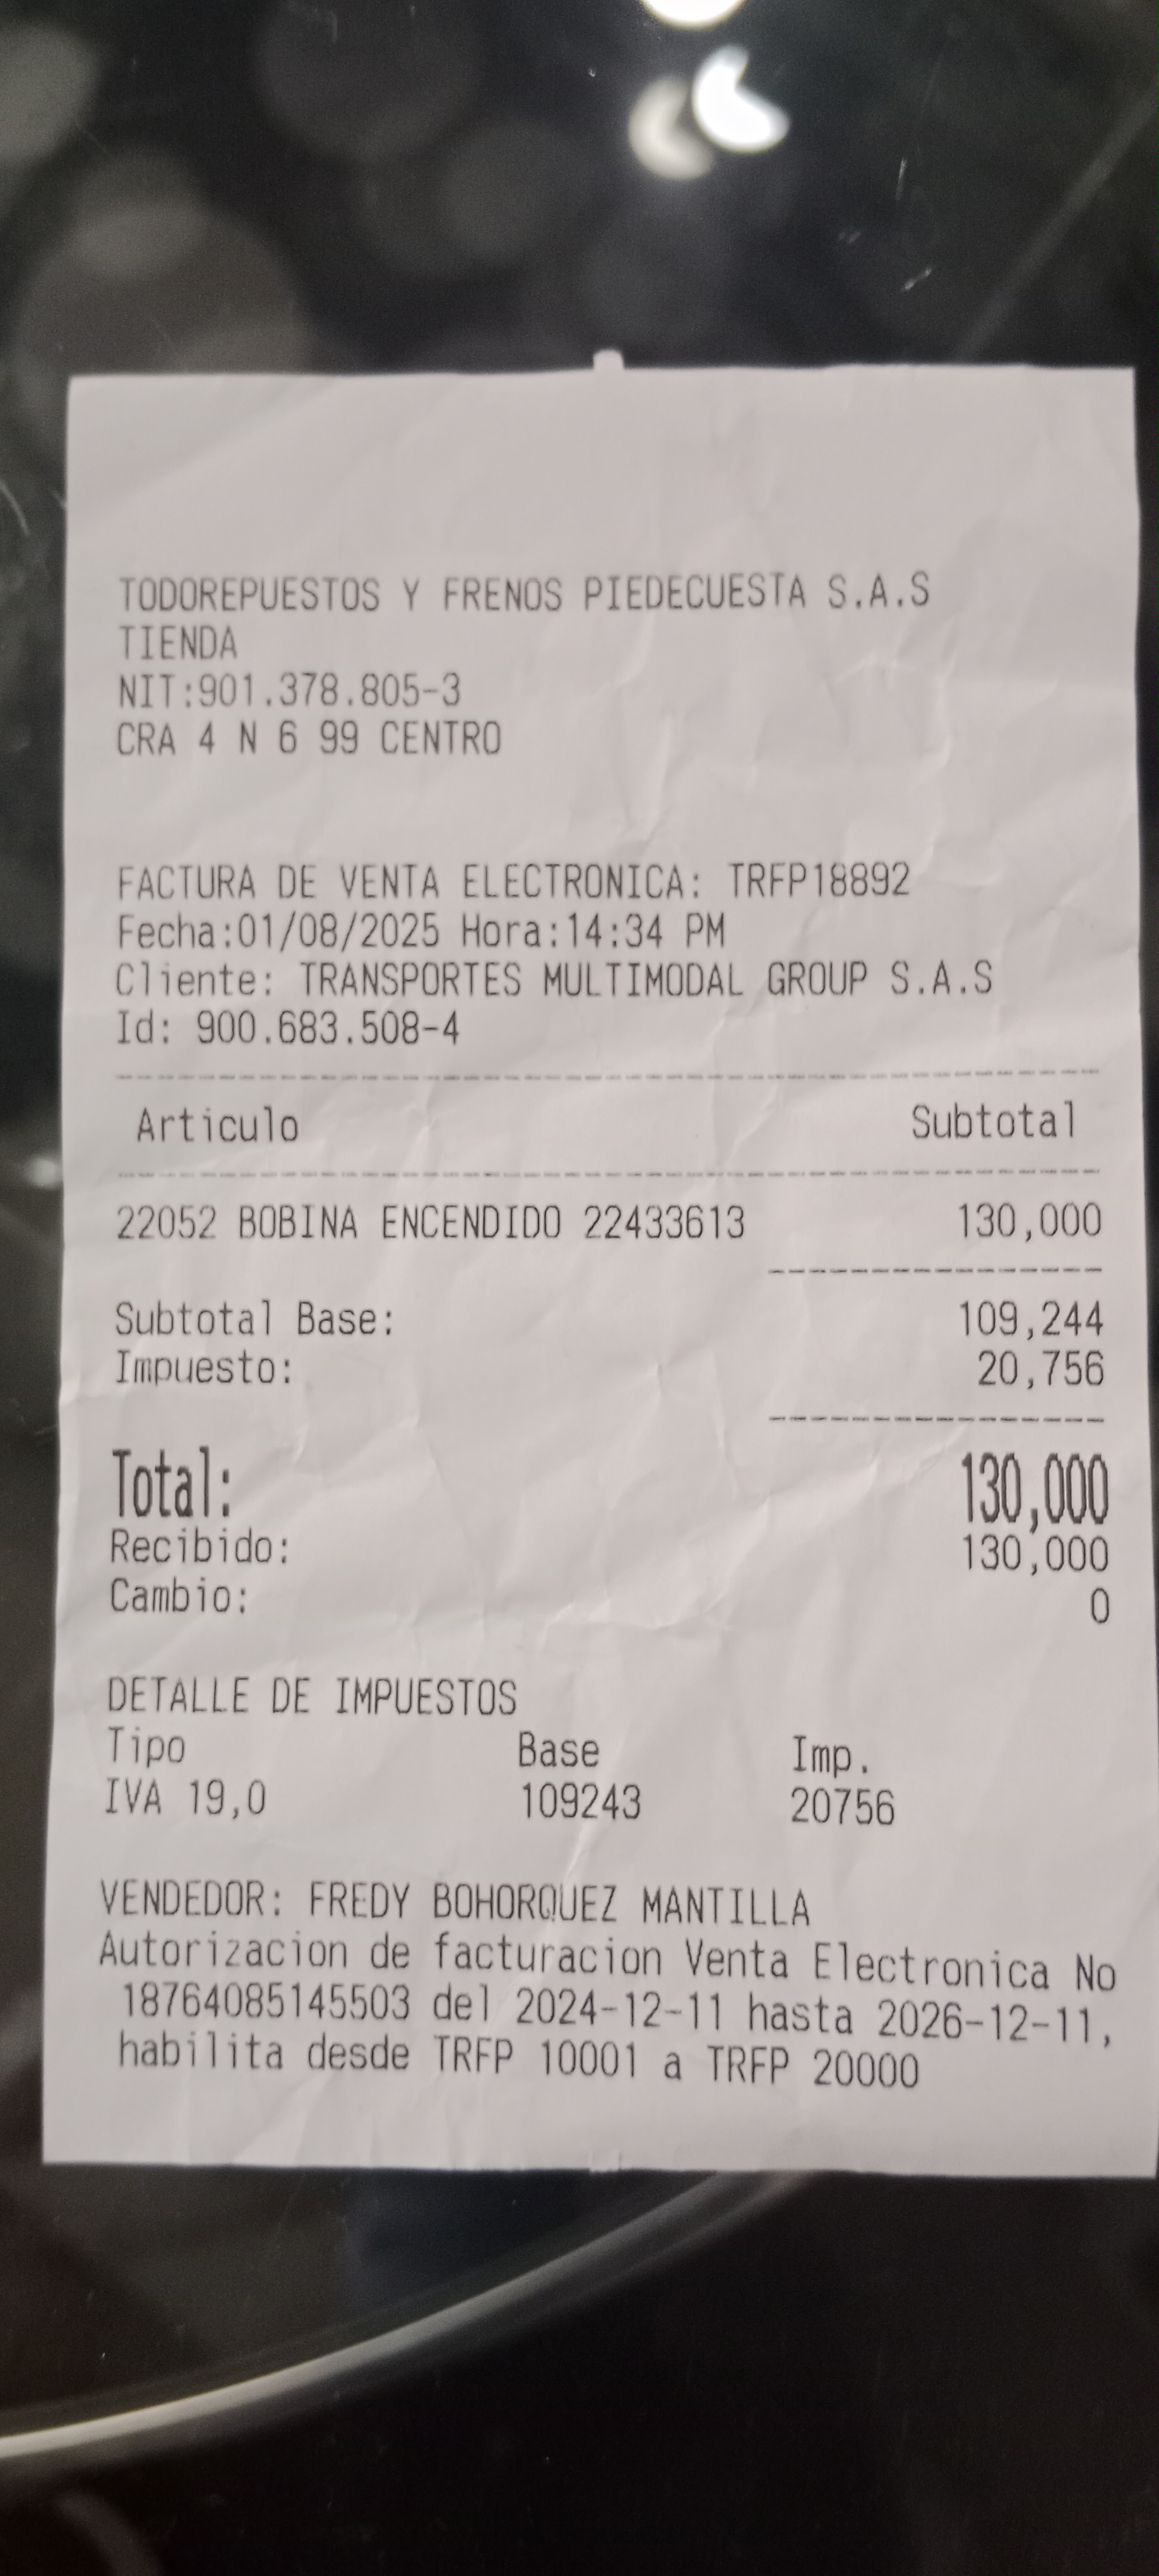 TODOREPUESTOS Y FRENOS PIEDECUESTA S.A.S
TIENDA
NIT:901.378.805-3
CRA 4 N 6 99 CENTRO
FACTURA DE VENTA ELECTRONICA: TRFP18892
Fecha:01/08/2025 Hora:14:34 PM
Cliente: TRANSPORTES MULTIMODAL GROUP S.A.S
Id: 900.683.508-4
Articulo Subtotal
22052 BOBINA ENCENDIDO 22433613 130,000
Subtotal Base: 109,244
Impuesto: 20,756
Total: 130,000
Recibido: 130,000
Cambio: 0
DETALLE DE IMPUESTOS
Tipo Base Imp.
IVA 19,0 109243 20756
VENDEDOR: FREDY BOHORQUEZ MANTILLA
Autorizacion de facturacion Venta Electronica No
18764085145503 del 2024-12-11 hasta 2026-12-11,
habilita desde TRFP 10001 a TRFP 20000